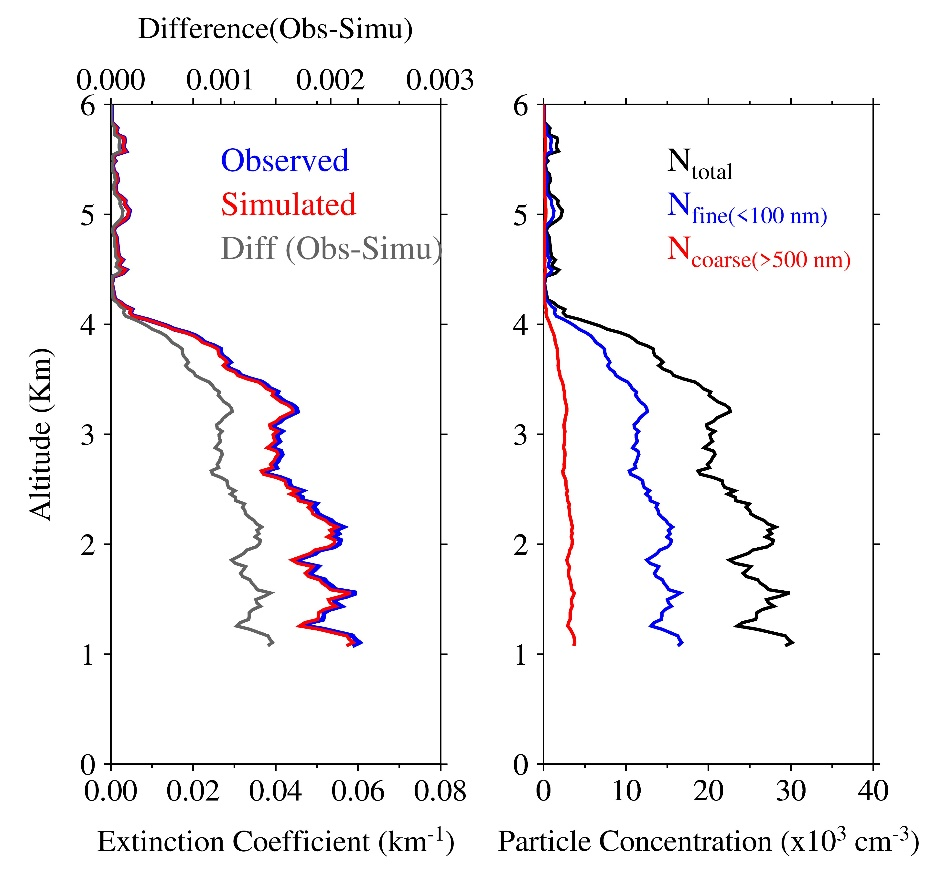 Difference(Obs-Simu)
0.000 0.001 0.002 0.003
6
5
4
3
2
1
0
Altitude (Km)
Observed
Simulated
Diff (Obs-Simu)
0.00 0.02 0.04 0.06 0.08
Extinction Coefficient (km⁻¹)
6
5
4
3
2
1
0
N_total
N_fine(<100 nm)
N_coarse(>500 nm)
0 10 20 30 40
Particle Concentration (x10³ cm⁻³)